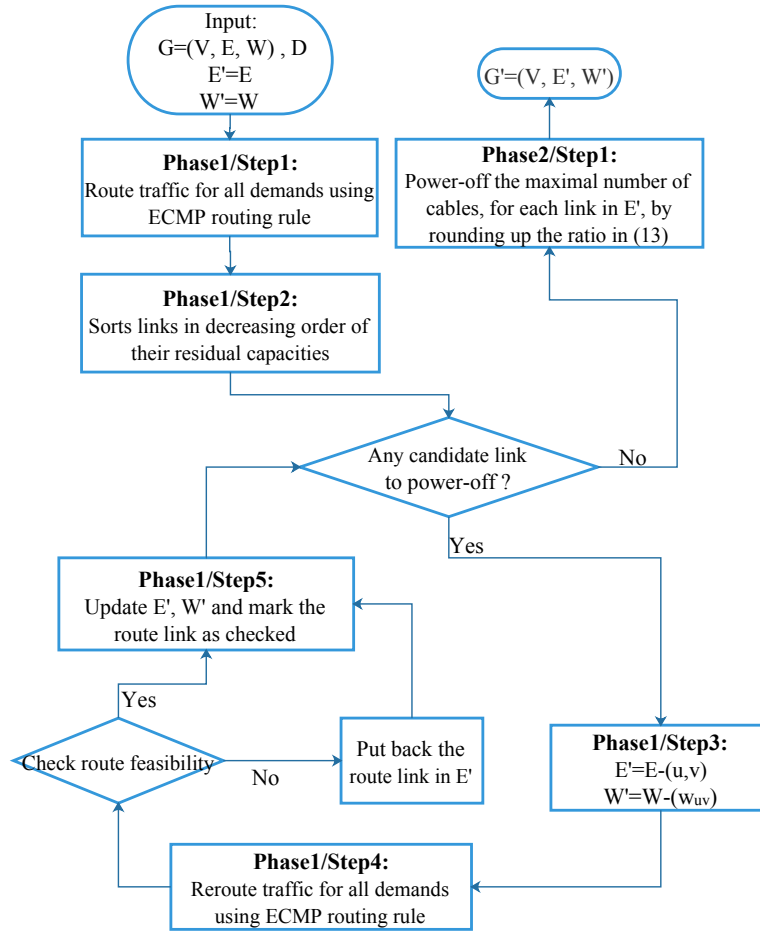 Input:
G=(V, E, W) , D
E'=E
W'=W
Phase1/Step1:
Route traffic for all demands using
ECMP routing rule
Phase1/Step2:
Sorts links in decreasing order of
their residual capacities
G'=(V, E', W')
Phase2/Step1:
Power-off the maximal number of
cables, for each link in E', by
rounding up the ratio in (13)
Any candidate link
to power-off ?
No
Yes
Phase1/Step5:
Update E', W' and mark the
route link as checked
Yes
Check route feasibility
No
Put back the
route link in E'
Phase1/Step3:
E'=E-(u,v)
W'=W-(wuv)
Phase1/Step4:
Reroute traffic for all demands
using ECMP routing rule